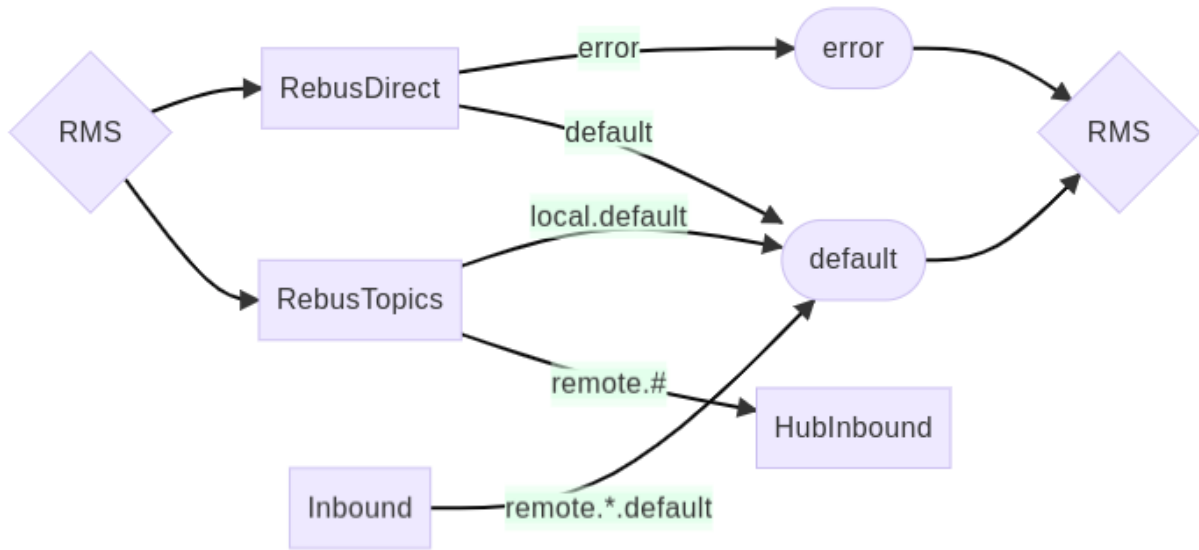 error
error
RebusDirect
RMS
default
RMS
local.default
default
RebusTopics
remote.#
HubInbound
Inbound
remote.*.default